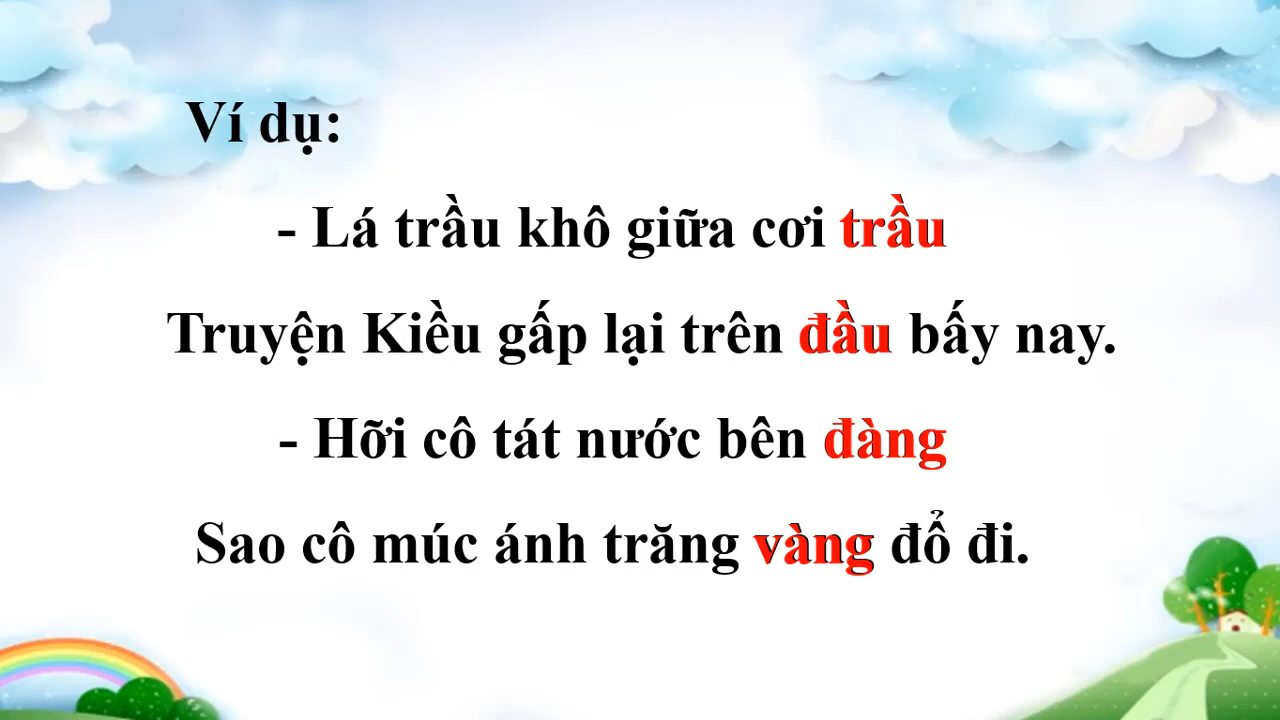 Ví dụ:
- Lá trầu khô giữa cơi trầu
Truyện Kiều gấp lại trên đầu bấy nay.
- Hỡi cô tát nước bên đàng
Sao cô múc ánh trăng vàng đổ đi.